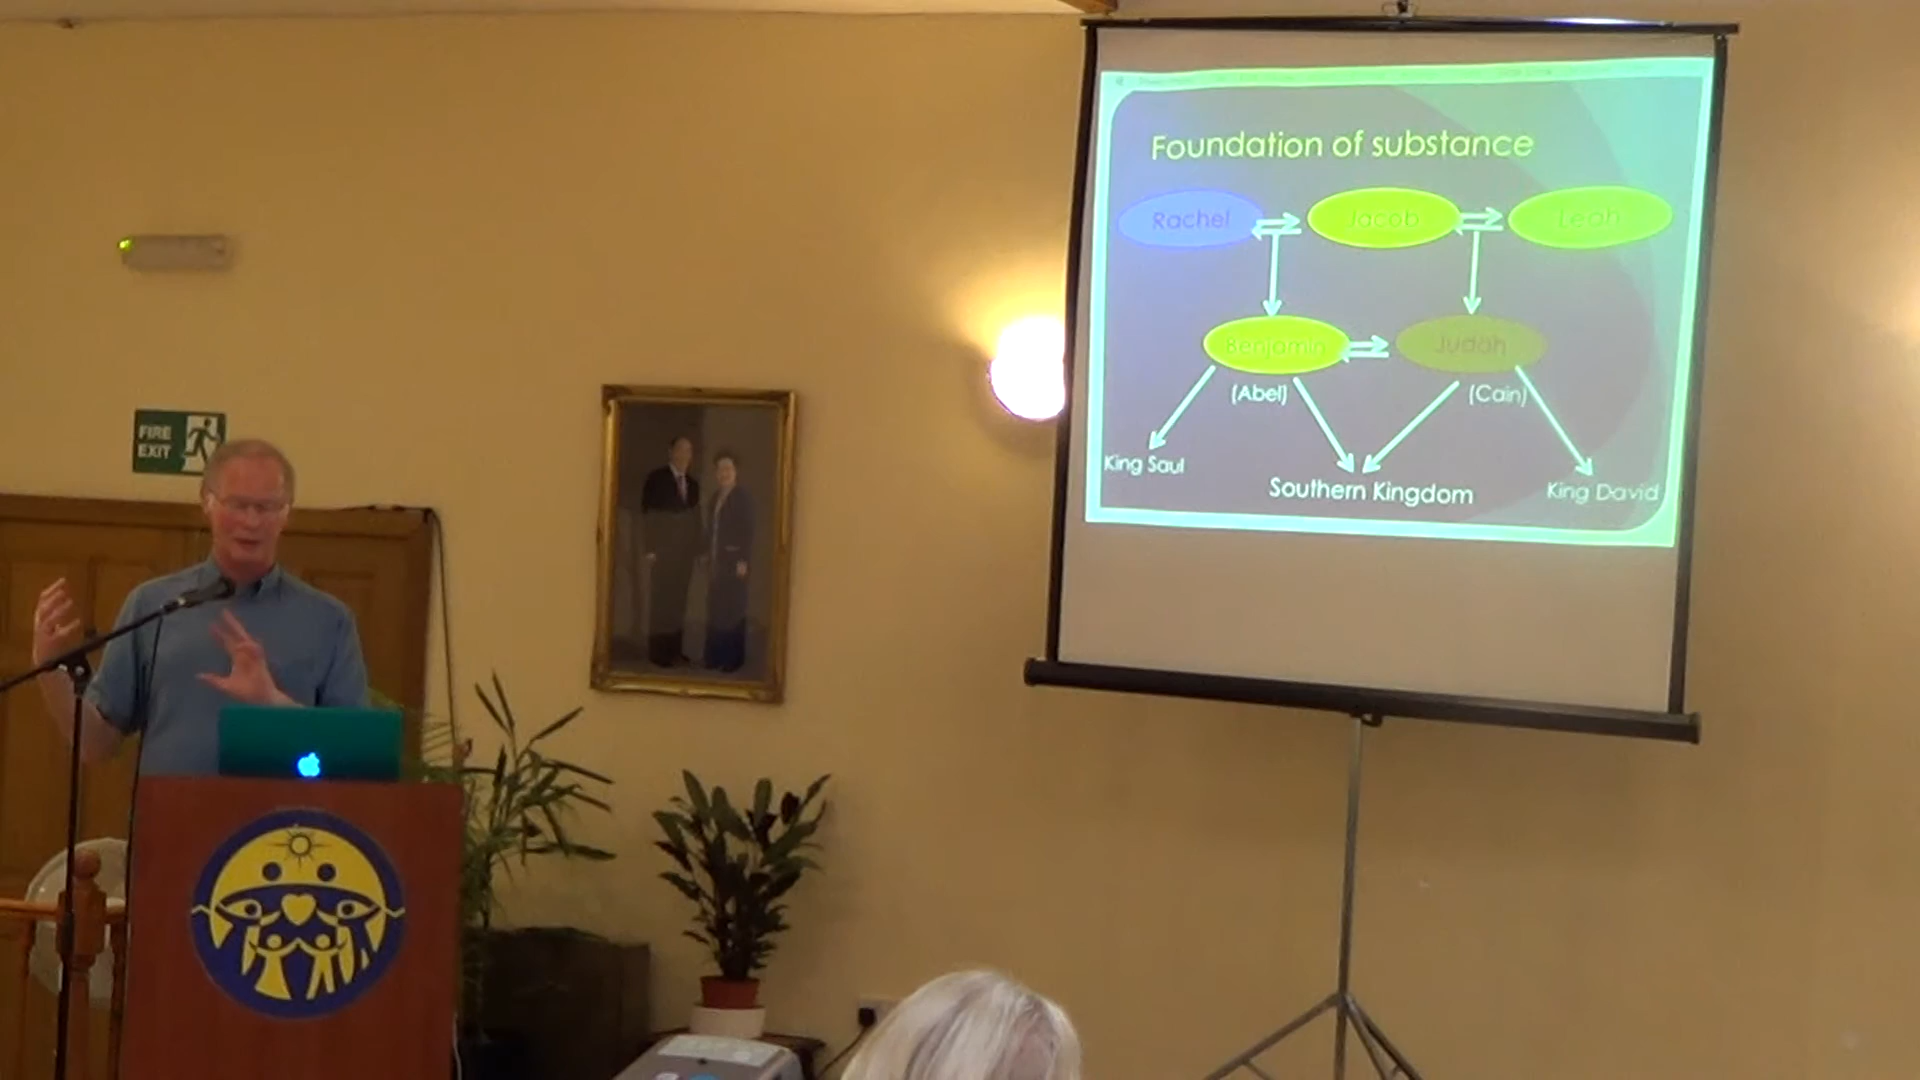 FIRE
EXIT
Foundation of substance
Rachel
Jacob
Leah
Benjamin
Judah
(Abel)
(Cain)
King Saul
Southern Kingdom
King David